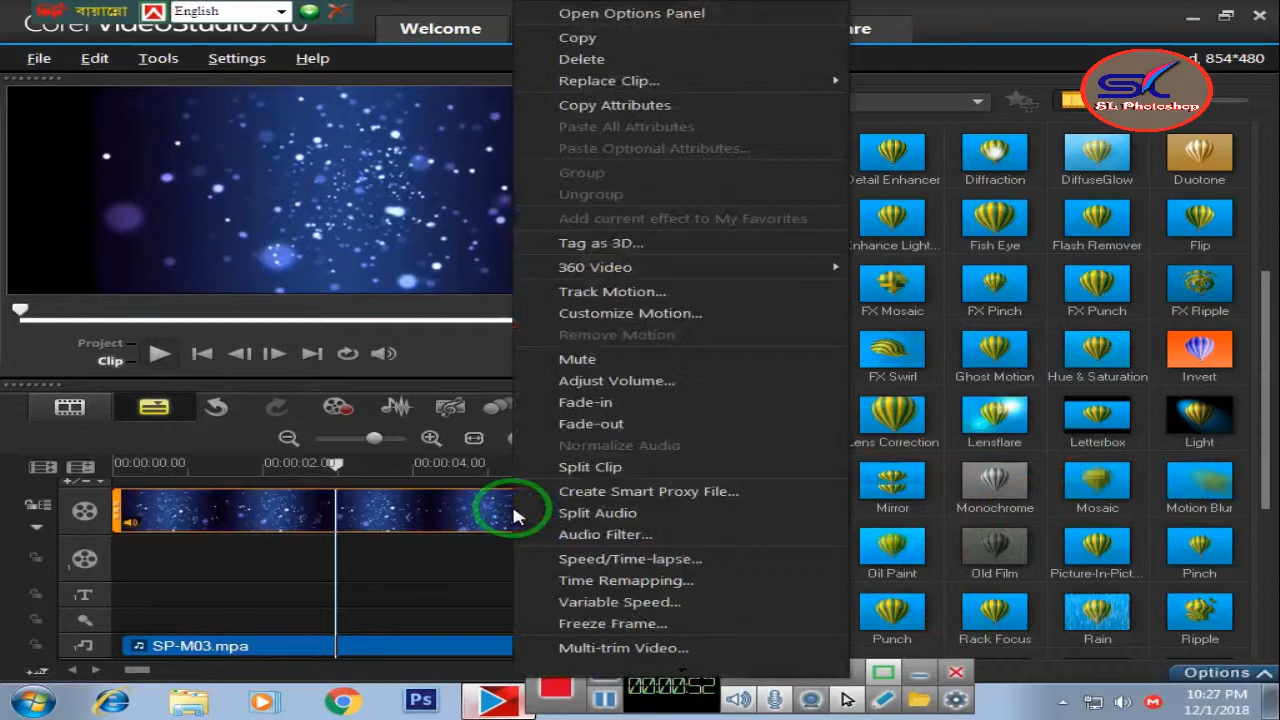 বায়ান্নো
English
Corel VideoStudio X10
Welcome
File
Edit
Tools
Settings
Help
d, 854*480
SL Photoshop
Open Options Panel
Copy
Delete
Replace Clip...
Copy Attributes
Paste All Attributes
Paste Optional Attributes...
Group
Ungroup
Add current effect to My Favorites
Tag as 3D...
360 Video
Track Motion...
Customize Motion...
Remove Motion
Mute
Adjust Volume...
Fade-in
Fade-out
Normalize Audio
Split Clip
Create Smart Proxy File...
Split Audio
Audio Filter...
Speed/Time-lapse...
Time Remapping...
Variable Speed...
Freeze Frame...
Multi-trim Video...
Detail Enhancer
Diffraction
DiffuseGlow
Duotone
Enhance Light...
Fish Eye
Flash Remover
Flip
FX Mosaic
FX Pinch
FX Punch
FX Ripple
FX Swirl
Ghost Motion
Hue & Saturation
Invert
Lens Correction
Lensflare
Letterbox
Light
Mirror
Monochrome
Mosaic
Motion Blur
Oil Paint
Old Film
Picture-In-Pict...
Pinch
Punch
Rack Focus
Rain
Ripple
Project
Clip
00:00:00.00
00:00:02.00
00:00:04.00
SP-M03.mpa
Options
Ps
00:00:52
10:27 PM
12/1/2018